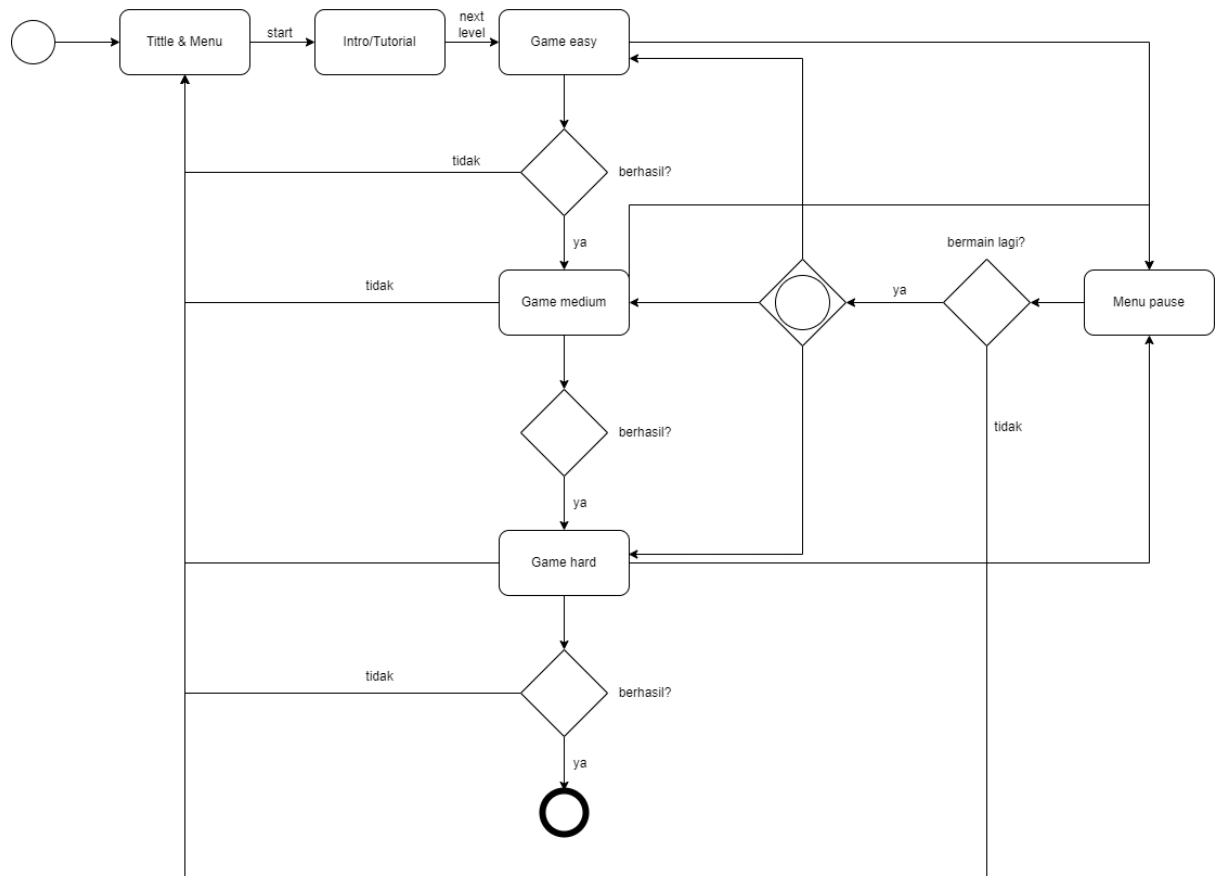 Tittle & Menu
start
Intro/Tutorial
next
level
Game easy
tidak
berhasil?
ya
bermain lagi?
tidak
Game medium
ya
Menu pause
berhasil?
tidak
ya
Game hard
tidak
berhasil?
ya